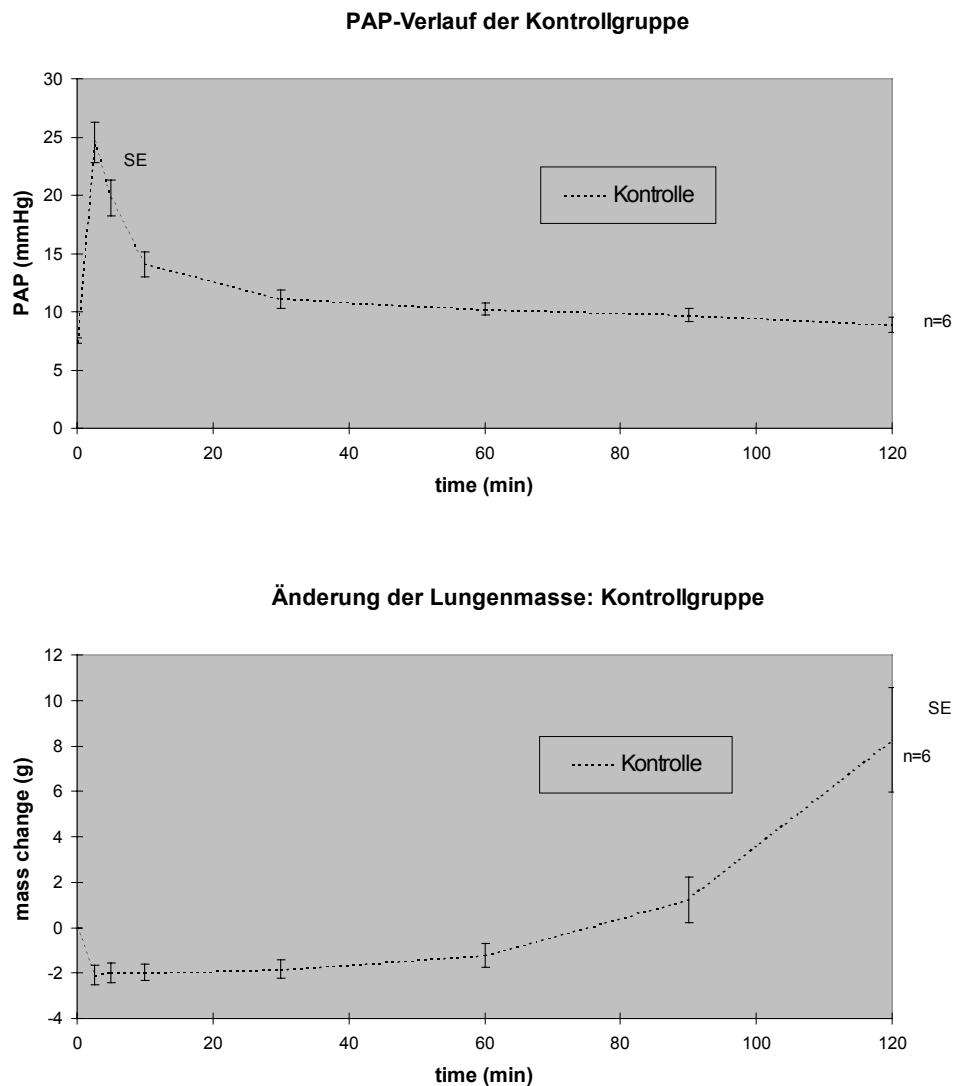 PAP-Verlauf der Kontrollgruppe
30
25
20
15
10
5
0
PAP (mmHg)
SE
Kontrolle
n=6
0 20 40 60 80 100 120
time (min)
Änderung der Lungenmasse: Kontrollgruppe
12
10
8
6
4
2
0
-2
-4
mass change (g)
SE
Kontrolle
n=6
0 20 40 60 80 100 120
time (min)